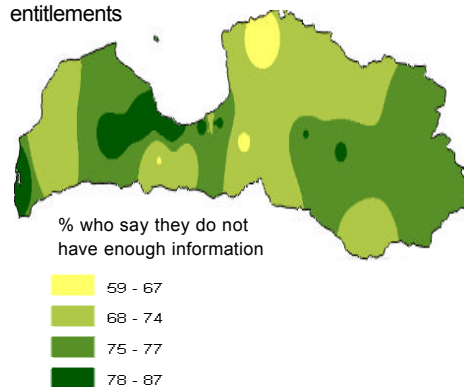 entitlements
% who say they do not
have enough information
59 - 67
68 - 74
75 - 77
78 - 87